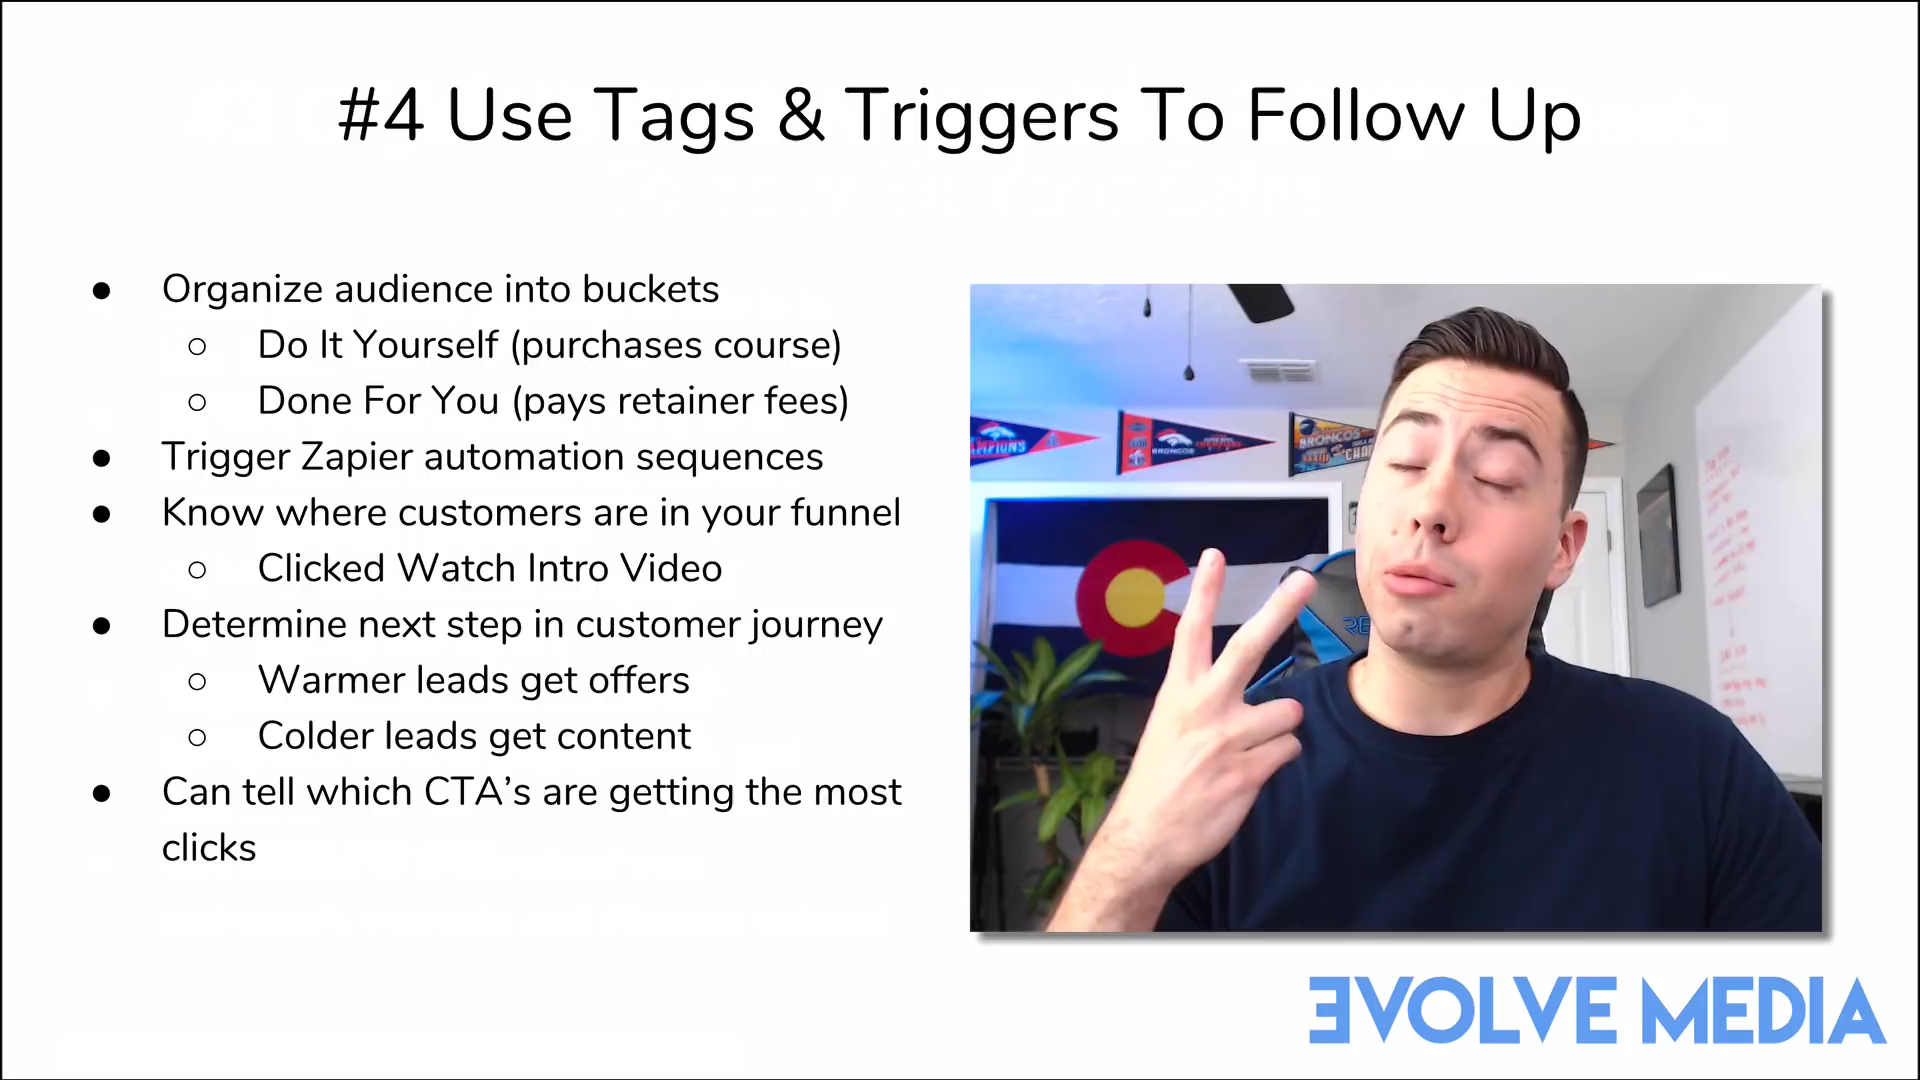 #4 Use Tags & Triggers To Follow Up
● Organize audience into buckets
○ Do It Yourself (purchases course)
○ Done For You (pays retainer fees)
● Trigger Zapier automation sequences
● Know where customers are in your funnel
○ Clicked Watch Intro Video
● Determine next step in customer journey
○ Warmer leads get offers
○ Colder leads get content
● Can tell which CTA’s are getting the most
clicks
BRONCOS
BRONCOS
EVOLVE MEDIA